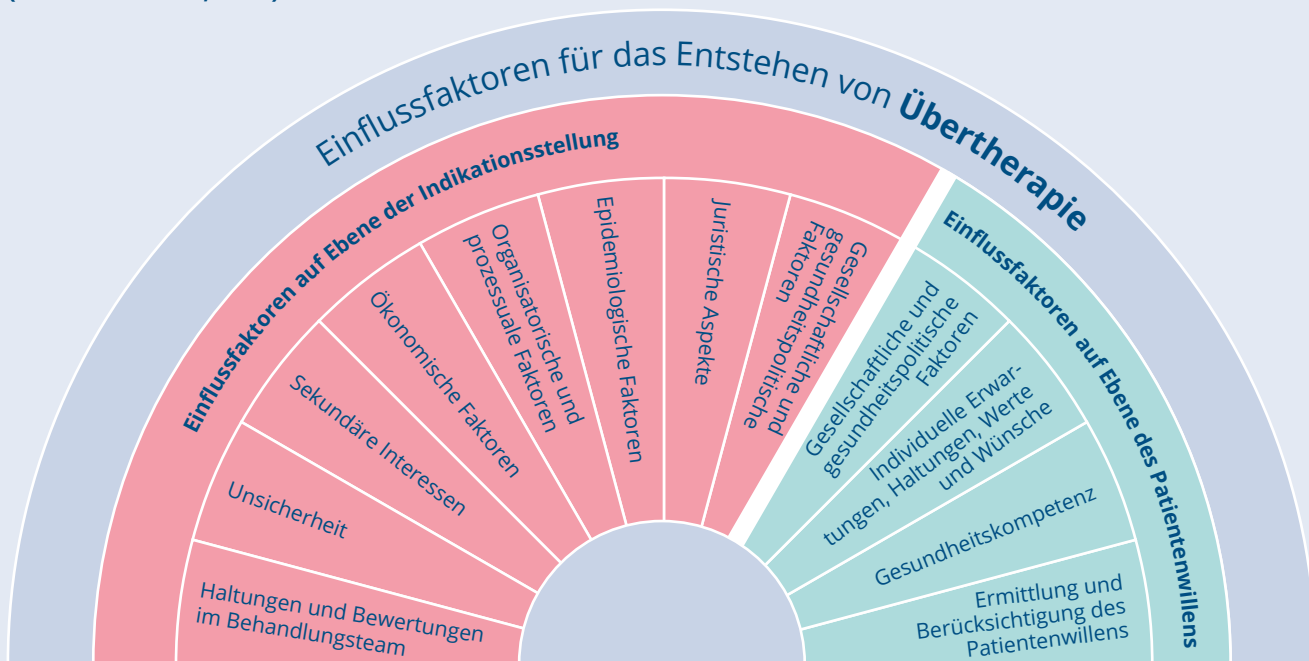 Einflussfaktoren für das Entstehen von Übertherapie
Einflussfaktoren auf Ebene der Indikationsstellung
Haltungen und Bewertungen
im Behandlungsteam
Unsicherheit
Sekundäre Interessen
Ökonomische Faktoren
Organisatorische und
prozessuale Faktoren
Epidemiologische Faktoren
Juristische Aspekte
Gesellschaftliche und
gesundheitspolitische
Faktoren
Einflussfaktoren auf Ebene des Patientenwillens
Gesellschaftliche und
gesundheitspolitische
Faktoren
Individuelle Erwar-
tungen, Haltungen, Werte
und Wünsche
Gesundheitskompetenz
Ermittlung und
Berücksichtigung des
Patientenwillens